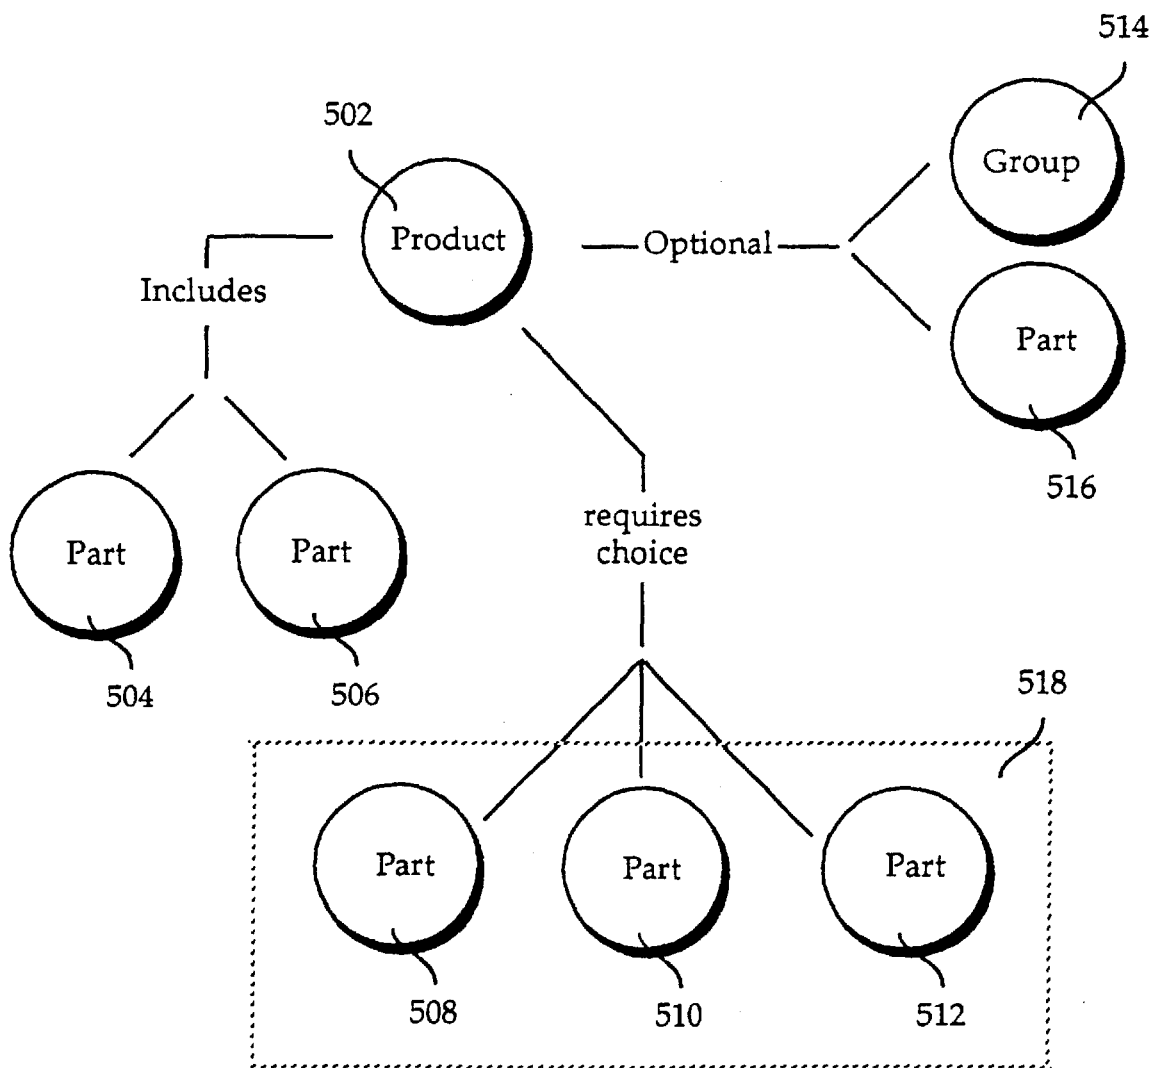 514
502
Group
Product
Optional
Includes
Part
516
requires
choice
Part
Part
504
506
518
Part
Part
Part
508
510
512